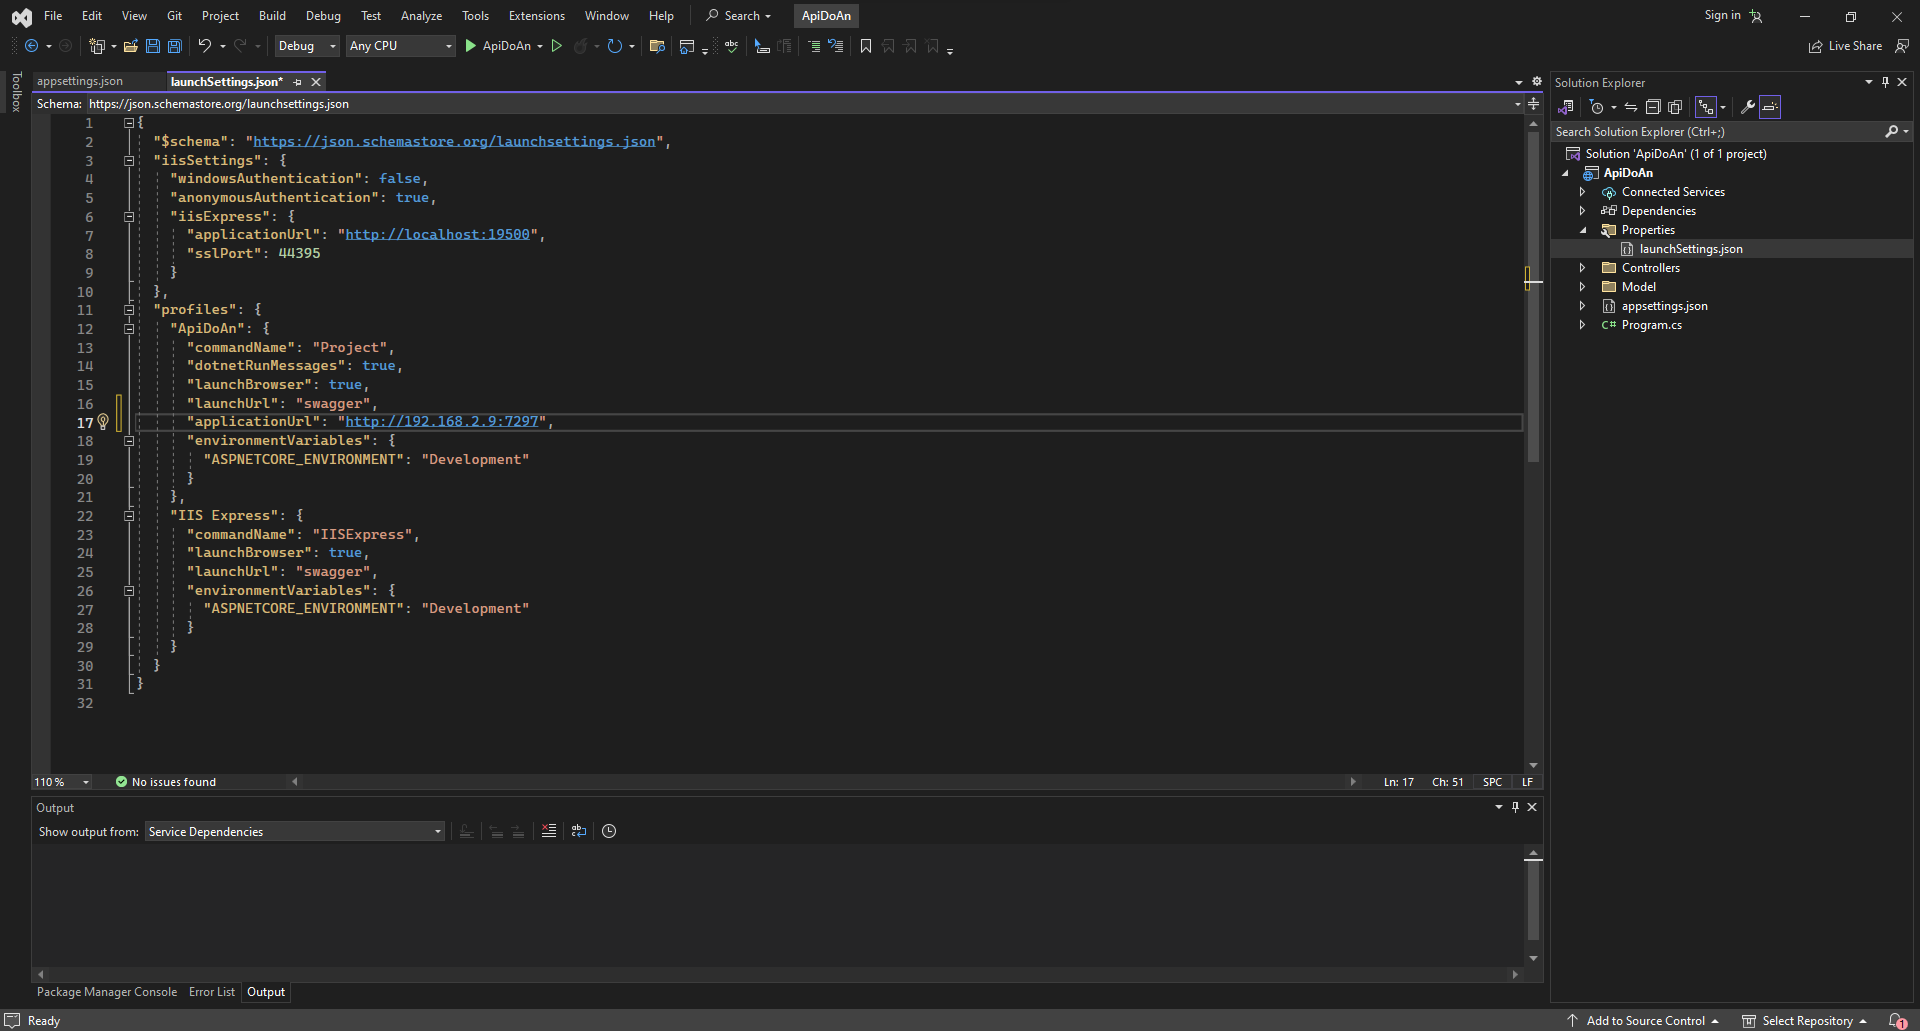 File Edit View Git Project Build Debug Test Analyze Tools Extensions Window Help Search ApiDoAn Sign in
Debug Any CPU ApiDoAn Live Share
Toolbox
appsettings.json launchSettings.json*
Schema: https://json.schemastore.org/launchsettings.json
1 {
2 "$schema": "https://json.schemastore.org/launchsettings.json",
3 "iisSettings": {
4 "windowsAuthentication": false,
5 "anonymousAuthentication": true,
6 "iisExpress": {
7 "applicationUrl": "http://localhost:19500",
8 "sslPort": 44395
9 }
10 },
11 "profiles": {
12 "ApiDoAn": {
13 "commandName": "Project",
14 "dotnetRunMessages": true,
15 "launchBrowser": true,
16 "launchUrl": "swagger",
17 "applicationUrl": "http://192.168.2.9:7297",
18 "environmentVariables": {
19 "ASPNETCORE_ENVIRONMENT": "Development"
20 }
21 },
22 "IIS Express": {
23 "commandName": "IISExpress",
24 "launchBrowser": true,
25 "launchUrl": "swagger",
26 "environmentVariables": {
27 "ASPNETCORE_ENVIRONMENT": "Development"
28 }
29 }
30 }
31 }
32
110 % No issues found Ln: 17 Ch: 51 SPC LF
Output
Show output from: Service Dependencies
Package Manager Console Error List Output
Solution Explorer
Search Solution Explorer (Ctrl+;)
Solution 'ApiDoAn' (1 of 1 project)
ApiDoAn
Connected Services
Dependencies
Properties
launchSettings.json
Controllers
Model
appsettings.json
C# Program.cs
Ready Add to Source Control Select Repository 1